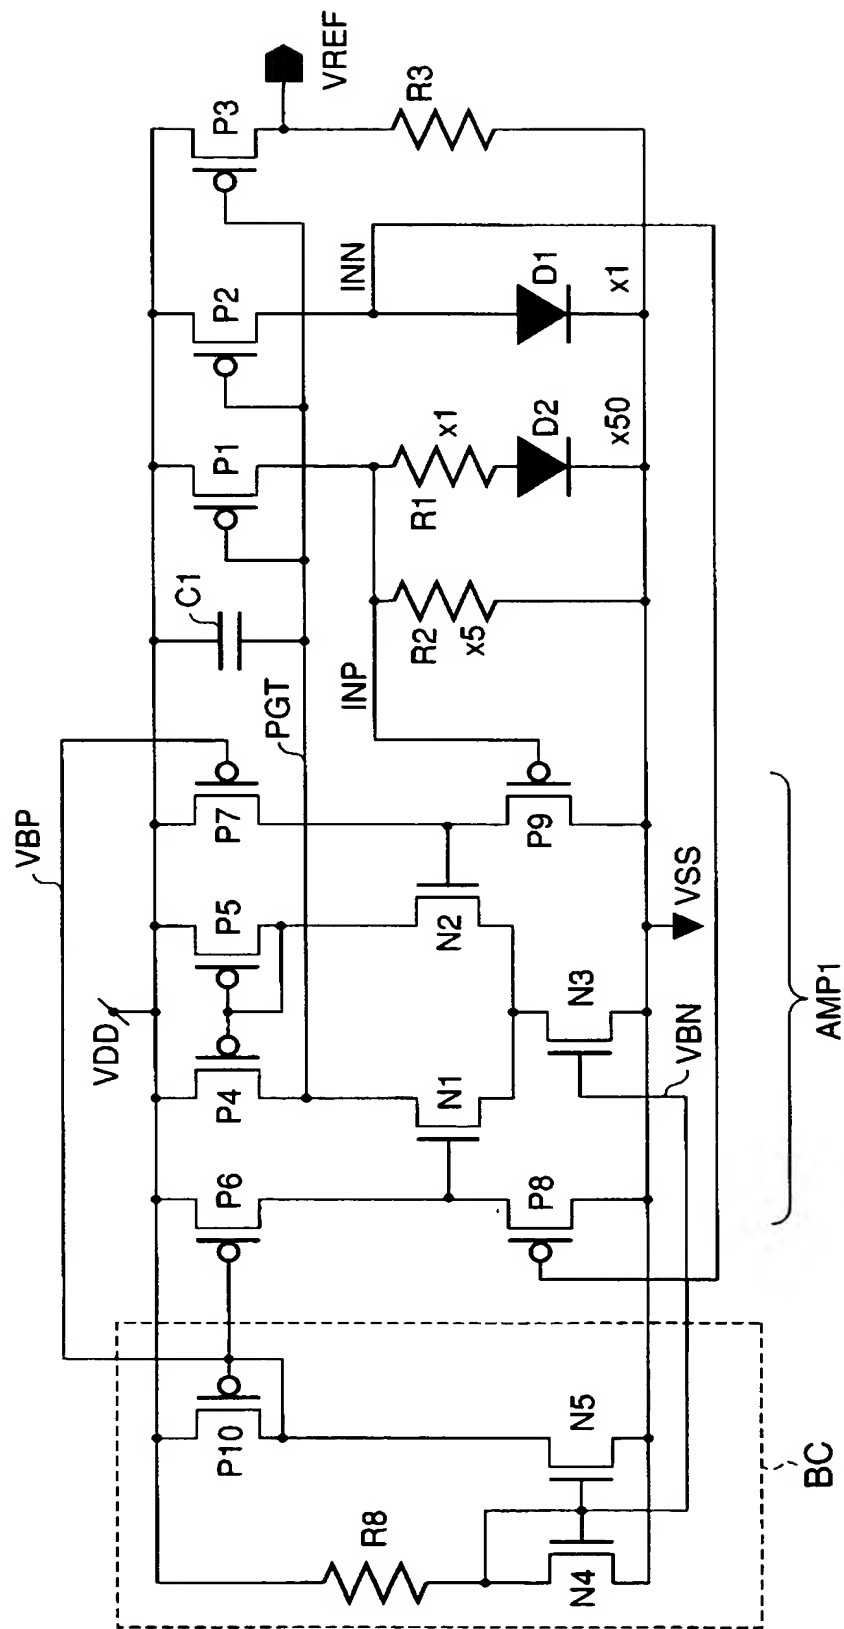 VREF
P3
R3
P2
INN
D1
x1
P1
R1
x1
D2
x50
C1
R2
x5
INP
PGT
VBP
P7
P9
P5
N2
VSS
VDD
P4
N1
N3
VBN
AMP1
P6
P8
P10
N5
R8
N4
BC